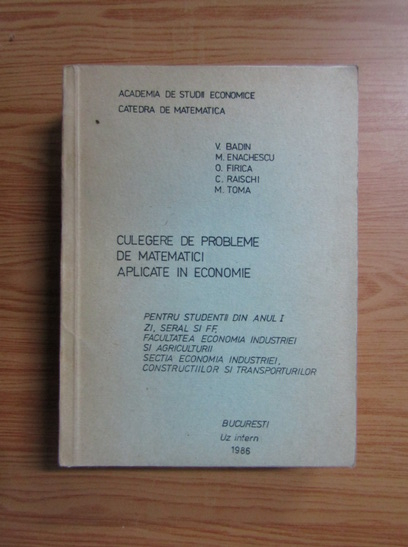 ACADEMIA DE STUDII ECONOMICE
CATEDRA DE MATEMATICA
V. BADIN
M. ENACHESCU
O. FIRICA
C. RAISCHI
M. TOMA
CULEGERE DE PROBLEME
DE MATEMATICI
APLICATE IN ECONOMIE
PENTRU STUDENTII DIN ANUL I
ZI, SERAL SI FF,
FACULTATEA ECONOMIA INDUSTRIEI
SI AGRICULTURII
SECTIA ECONOMIA INDUSTRIEI,
CONSTRUCTIILOR SI TRANSPORTURILOR
BUCURESTI
Uz intern
1986